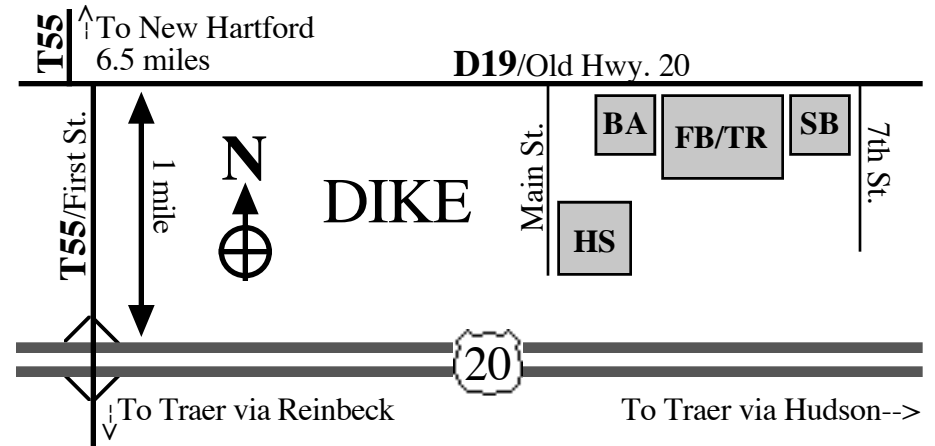 T55
To New Hartford
6.5 miles
D19/Old Hwy. 20
T55/First St.
1 mile
N
DIKE
Main St.
BA
FB/TR
SB
7th St.
HS
20
To Traer via Reinbeck
To Traer via Hudson-->